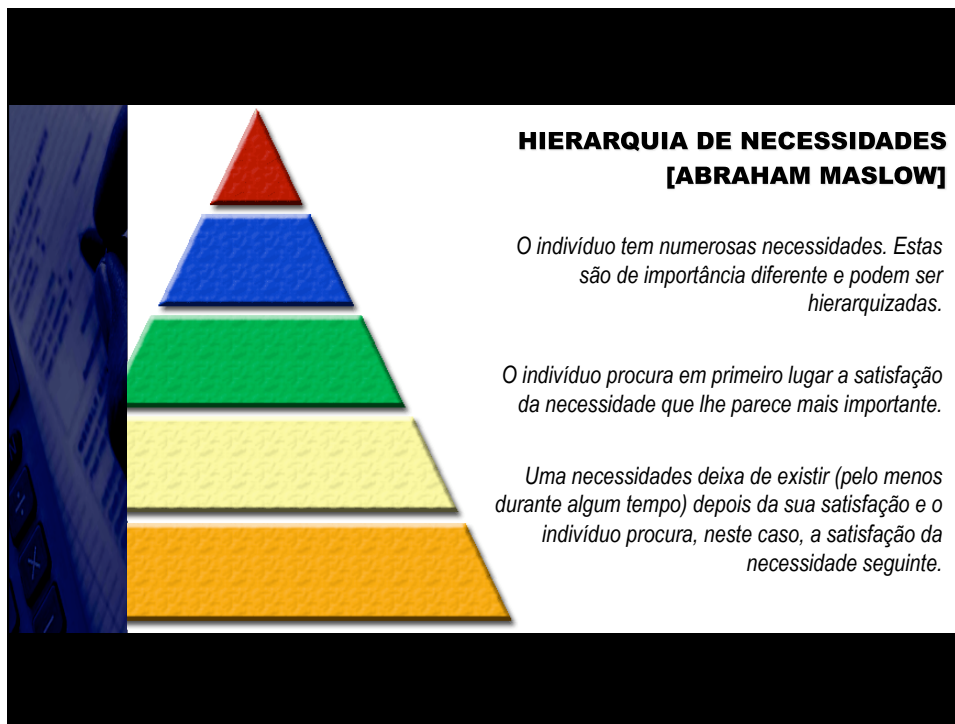 HIERARQUIA DE NECESSIDADES
[ABRAHAM MASLOW]
O indivíduo tem numerosas necessidades. Estas
são de importância diferente e podem ser
hierarquizadas.
O indivíduo procura em primeiro lugar a satisfação
da necessidade que lhe parece mais importante.
Uma necessidades deixa de existir (pelo menos
durante algum tempo) depois da sua satisfação e o
indivíduo procura, neste caso, a satisfação da
necessidade seguinte.